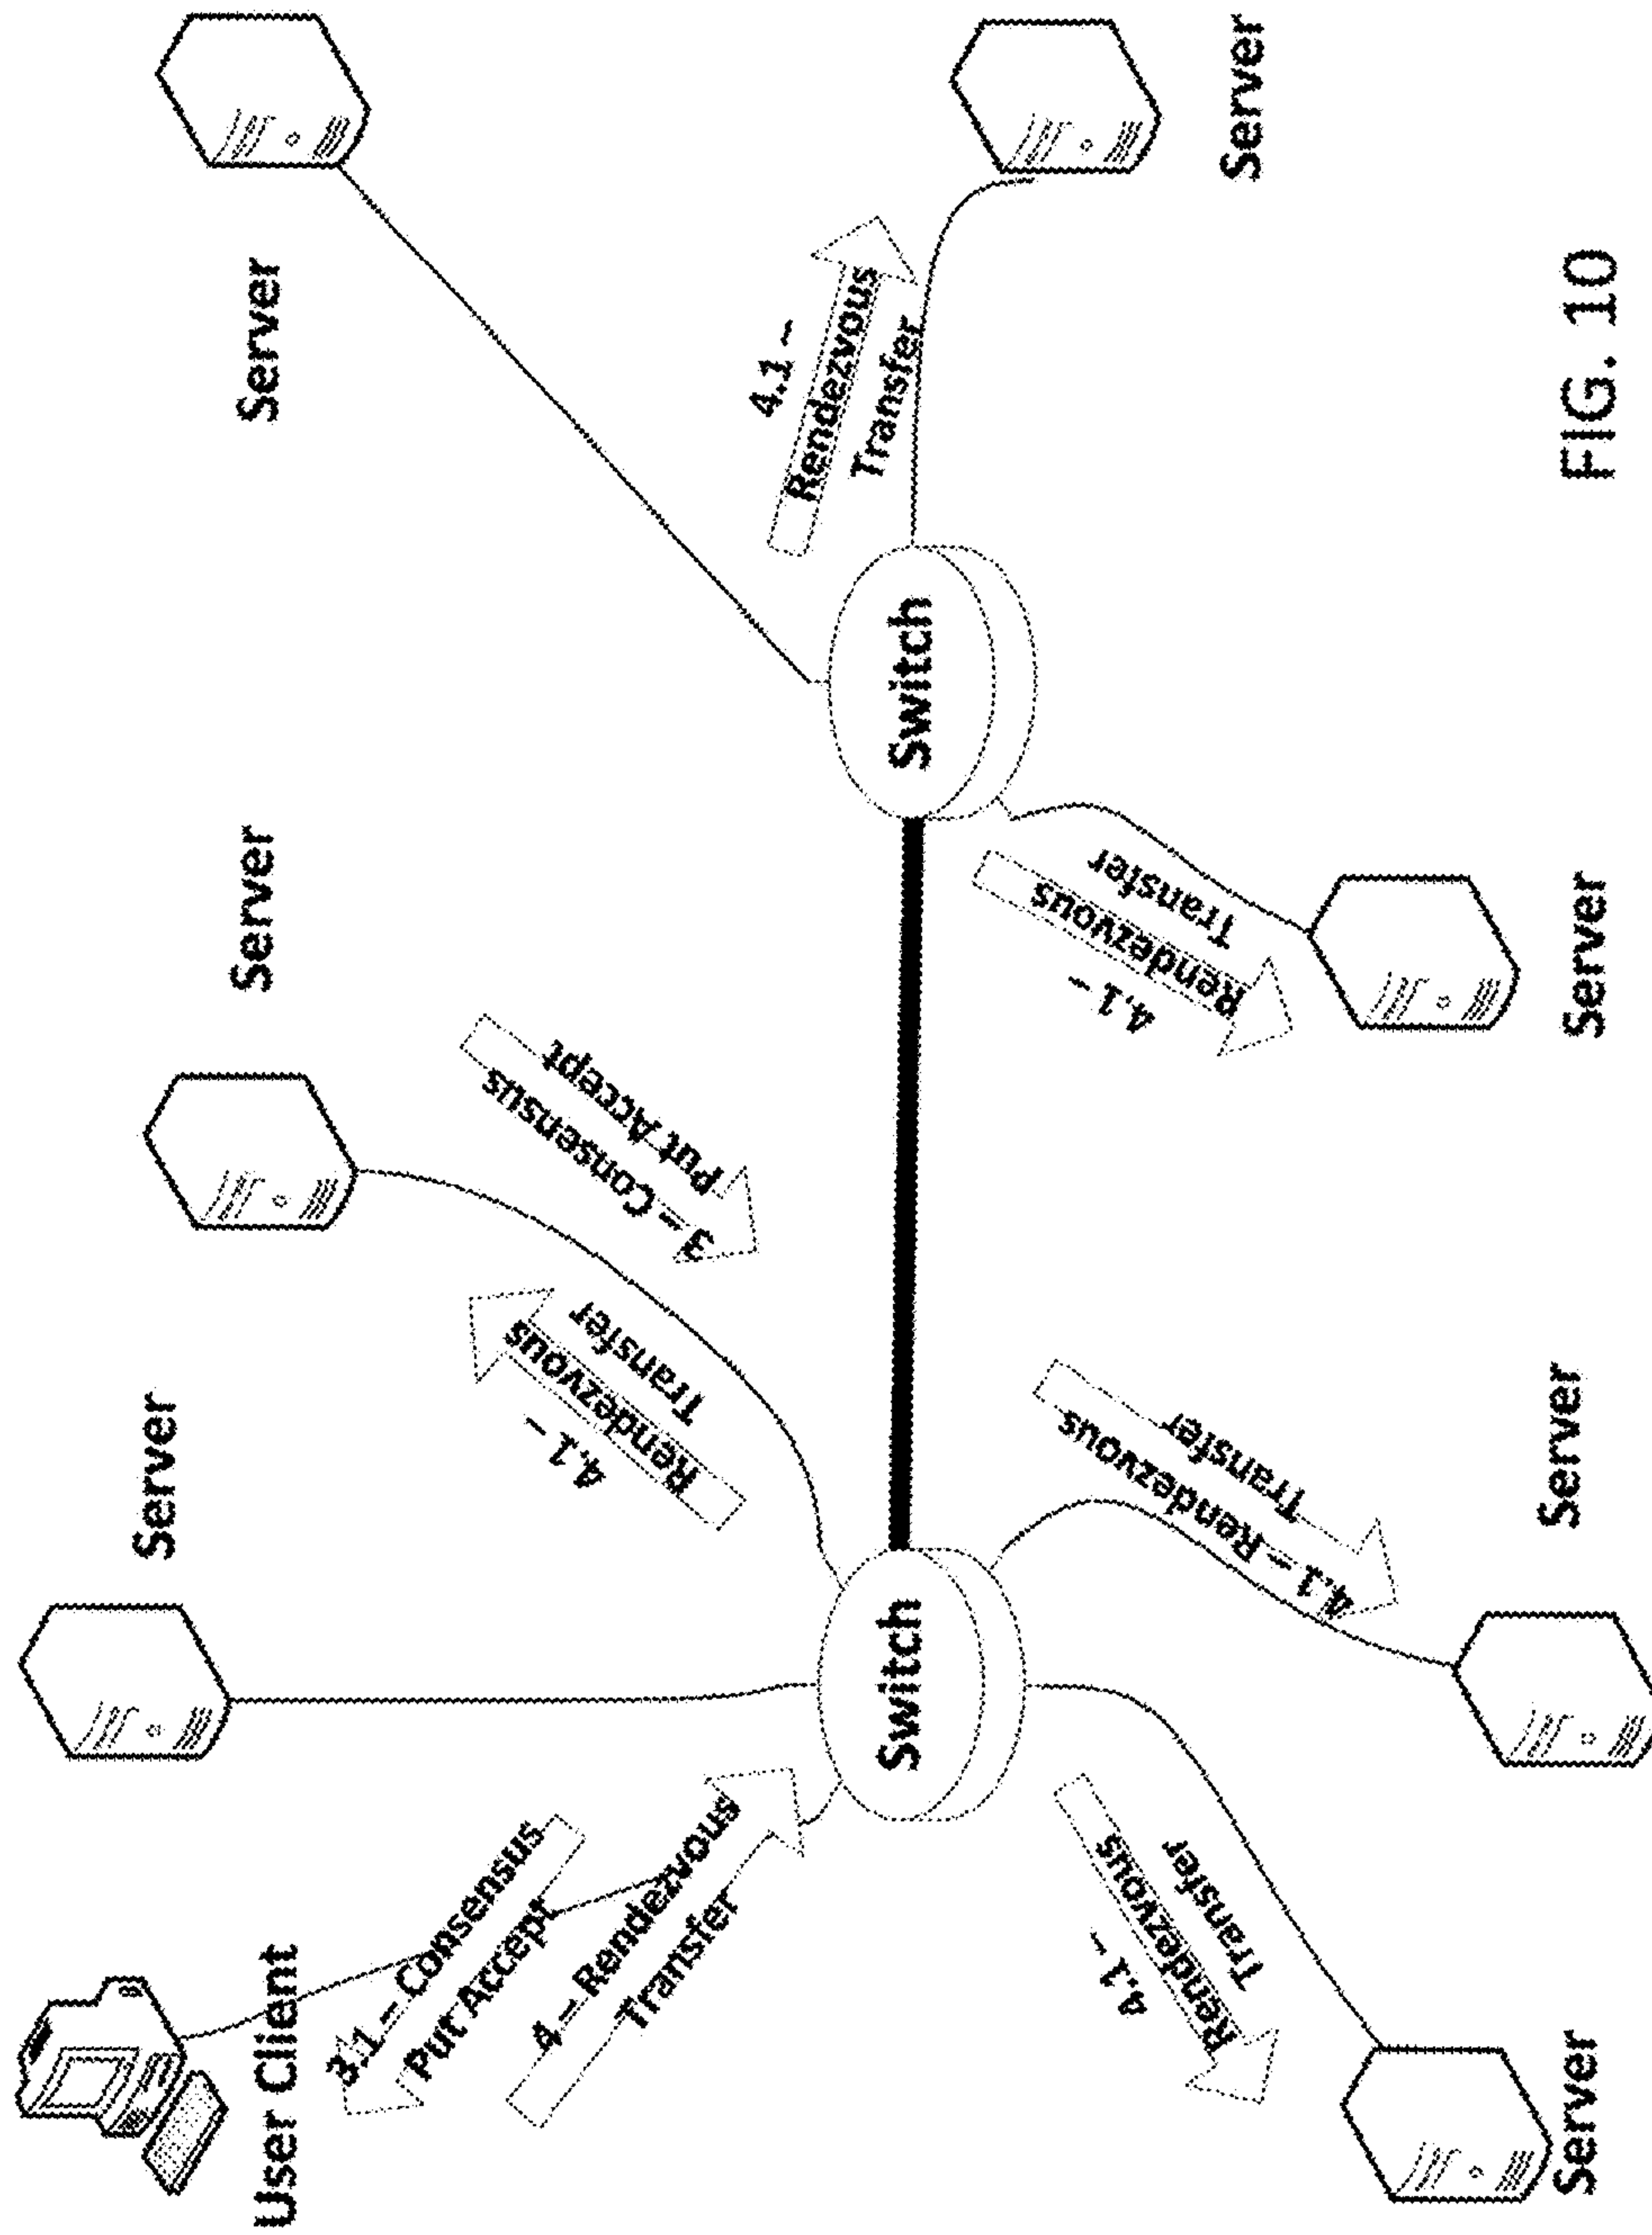 User Client
Server
Server
Server
3.1 – Consensus
Put Accept
4 – Rendezvous
Transfer
4.1 –
Rendezvous
Transfer
3 – Consensus
Put Accept
4.1 –
Rendezvous
Transfer
Switch
Switch
4.1 –
Rendezvous
Transfer
4.1 – Rendezvous
Transfer
4.1 –
Rendezvous
Transfer
Server
Server
Server
Server
FIG. 10